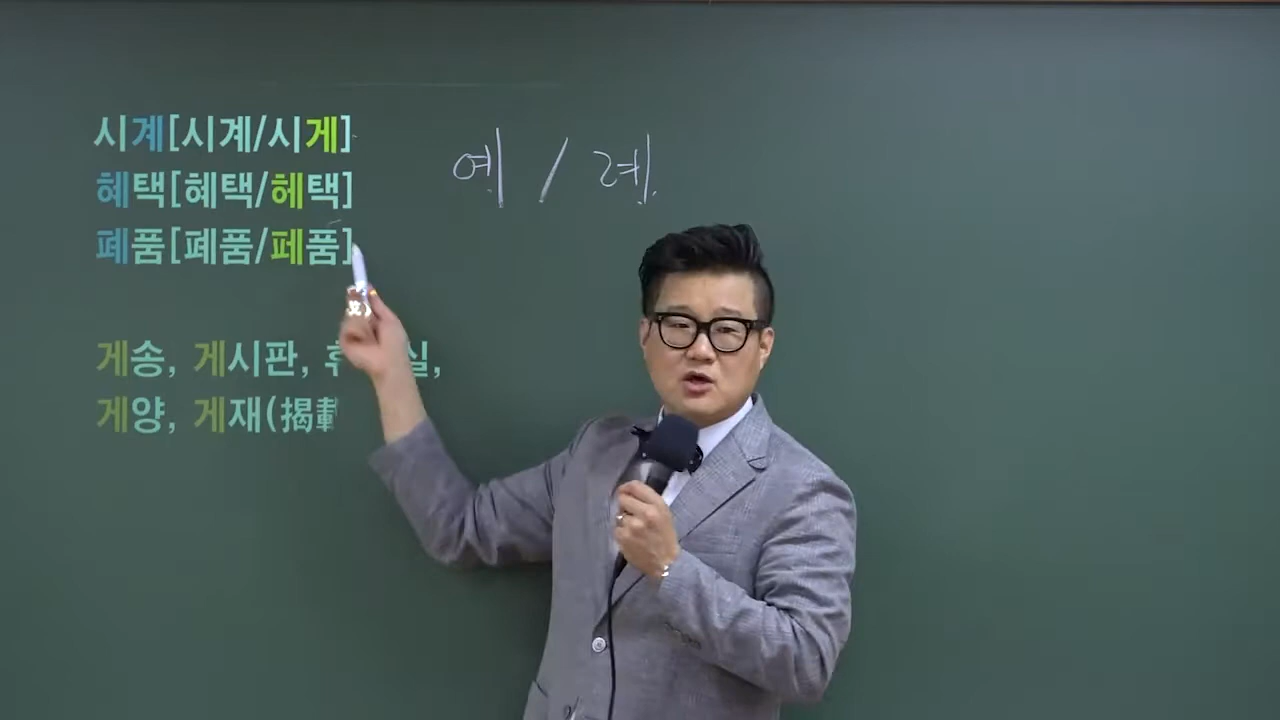 시계[시계/시게]
혜택[혜택/헤택]
폐품[폐품/페품]
예 / 례
게송, 게시판,
게양, 게재(揭載